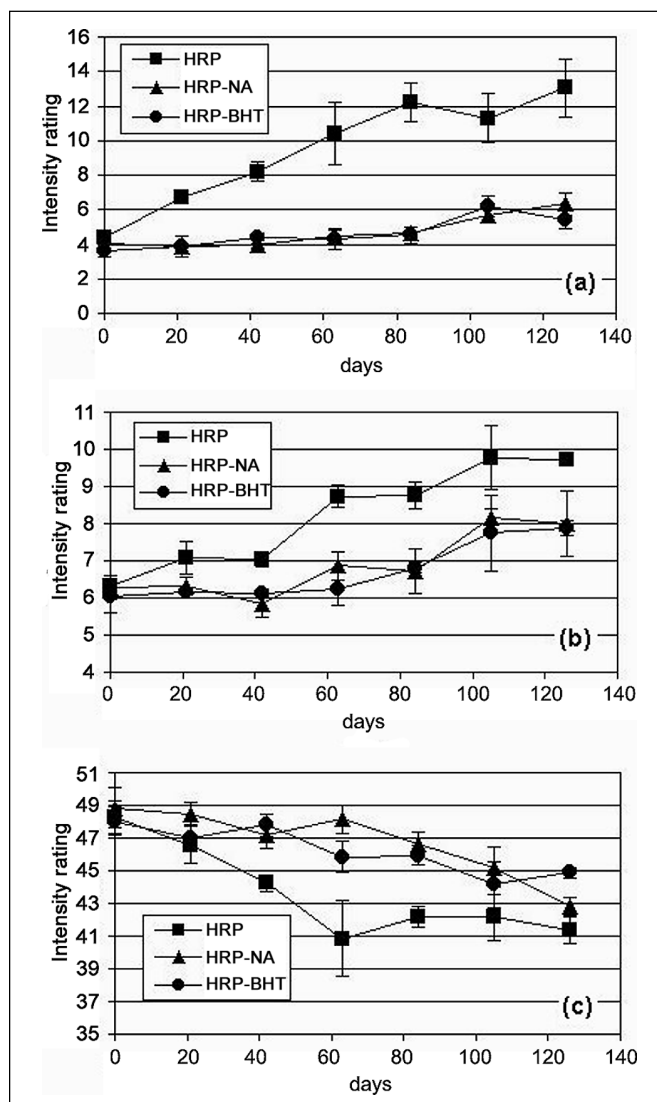 16
14
12
10
8
6
4
2
0
Intensity rating
HRP
HRP-NA
HRP-BHT
(a)
0 20 40 60 80 100 120 140
days
11
10
9
8
7
6
5
4
Intensity rating
HRP
HRP-NA
HRP-BHT
(b)
0 20 40 60 80 100 120 140
days
51
49
47
45
43
41
39
37
35
Intensity rating
HRP
HRP-NA
HRP-BHT
(c)
0 20 40 60 80 100 120 140
days